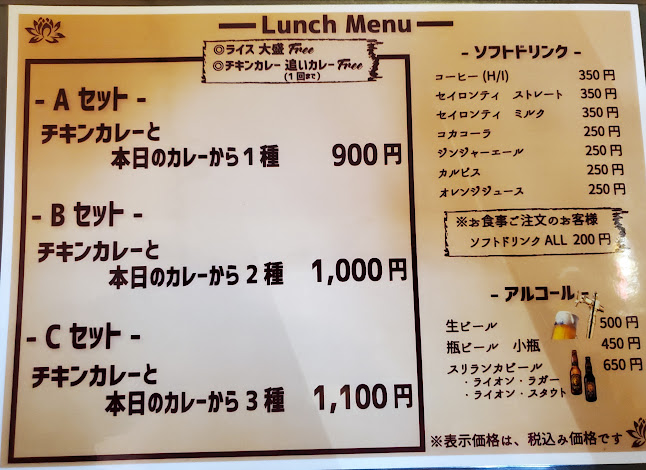 Lunch Menu
◎ライス 大盛 Free
◎チキンカレー 追いカレー Free
(1回まで)
- A セット -
チキンカレーと
本日のカレーから1種 900円
- B セット -
チキンカレーと
本日のカレーから2種 1,000円
- C セット -
チキンカレーと
本日のカレーから3種 1,100円
- ソフトドリンク -
コーヒー(H/I) 350円
セイロンティ ストレート 350円
セイロンティ ミルク 350円
コカコーラ 250円
ジンジャーエール 250円
カルピス 250円
オレンジジュース 250円
※お食事ご注文のお客様
ソフトドリンク ALL 200円
- アルコール -
生ビール 500円
瓶ビール 小瓶 450円
スリランカビール 650円
・ライオン・ラガー
・ライオン・スタウト
※表示価格は、税込み価格です